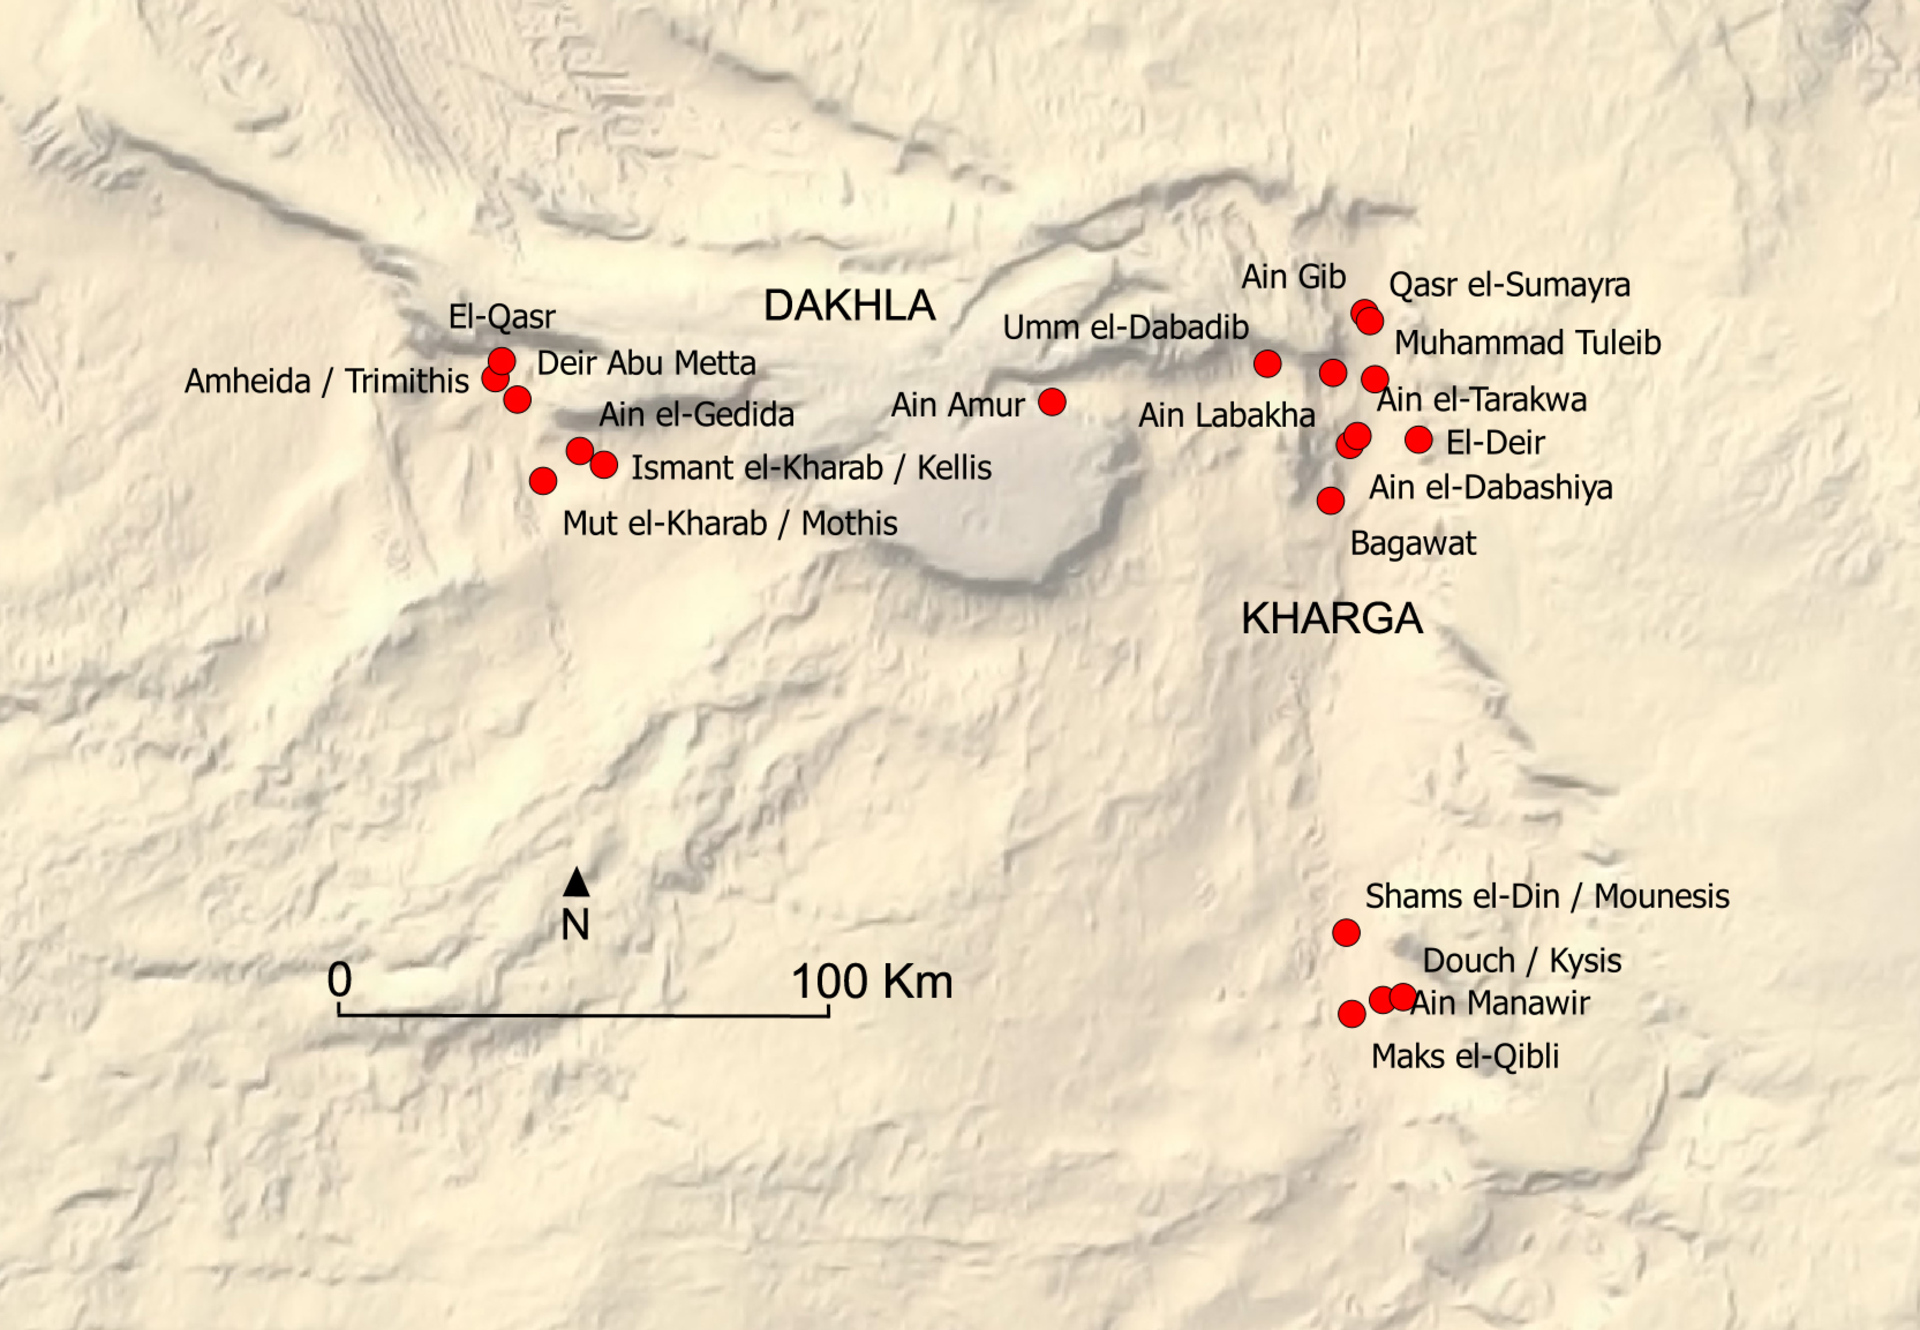 Ain Gib
Qasr el-Sumayra
DAKHLA
El-Qasr
Umm el-Dabadib
Muhammad Tuleib
Deir Abu Metta
Amheida / Trimithis
Ain el-Tarakwa
Ain Amur
Ain el-Gedida
Ain Labakha
El-Deir
Ismant el-Kharab / Kellis
Ain el-Dabashiya
Mut el-Kharab / Mothis
Bagawat
KHARGA
Shams el-Din / Mounesis
N
Douch / Kysis
0
100 Km
Ain Manawir
Maks el-Qibli